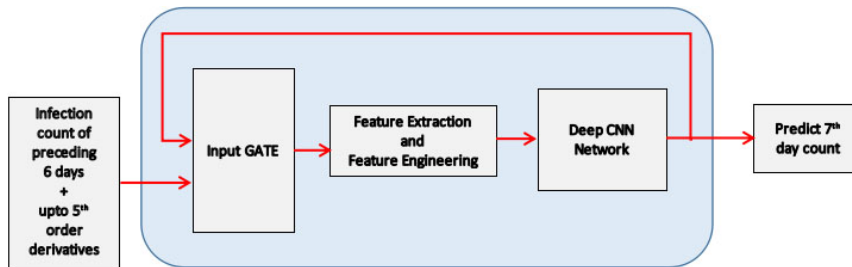 Infection
count of
preceding
6 days
+
upto 5ᵗʰ
order
derivatives
Input GATE
Feature Extraction
and
Feature Engineering
Deep CNN
Network
Predict 7ᵗʰ
day count